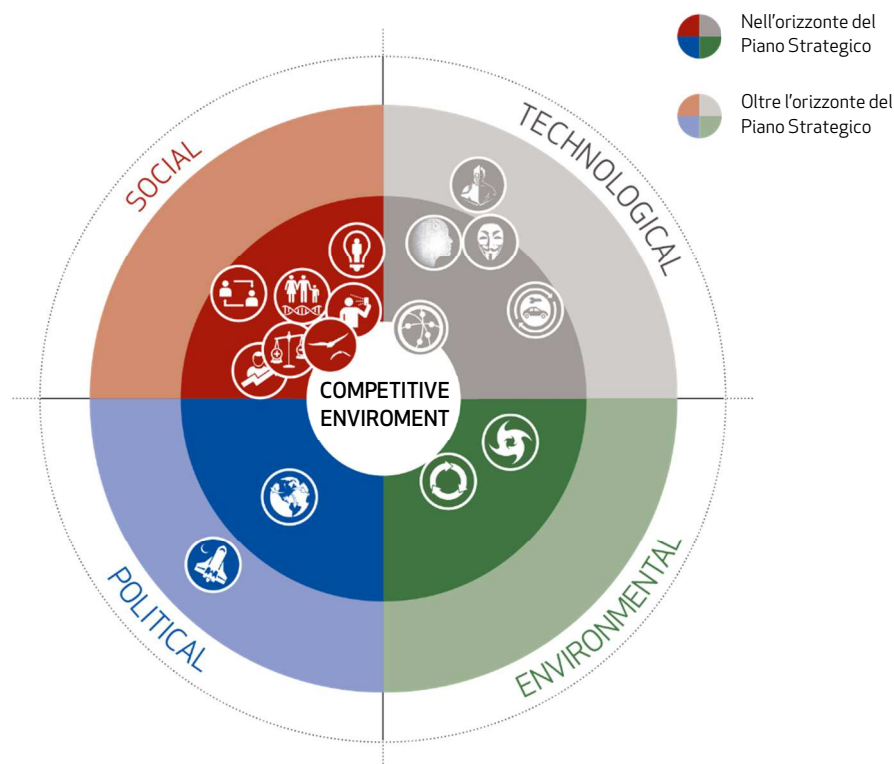 Nell'orizzonte del
Piano Strategico
Oltre l'orizzonte del
Piano Strategico
SOCIAL
TECHNOLOGICAL
COMPETITIVE
ENVIROMENT
POLITICAL
ENVIRONMENTAL